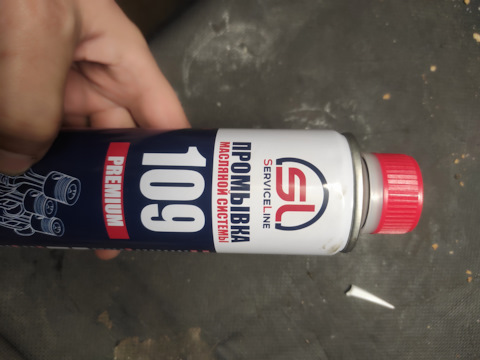 SL
SERVICELINE
ПРОМЫВКА
МАСЛЯНОЙ СИСТЕМЫ
109
PREMIUM